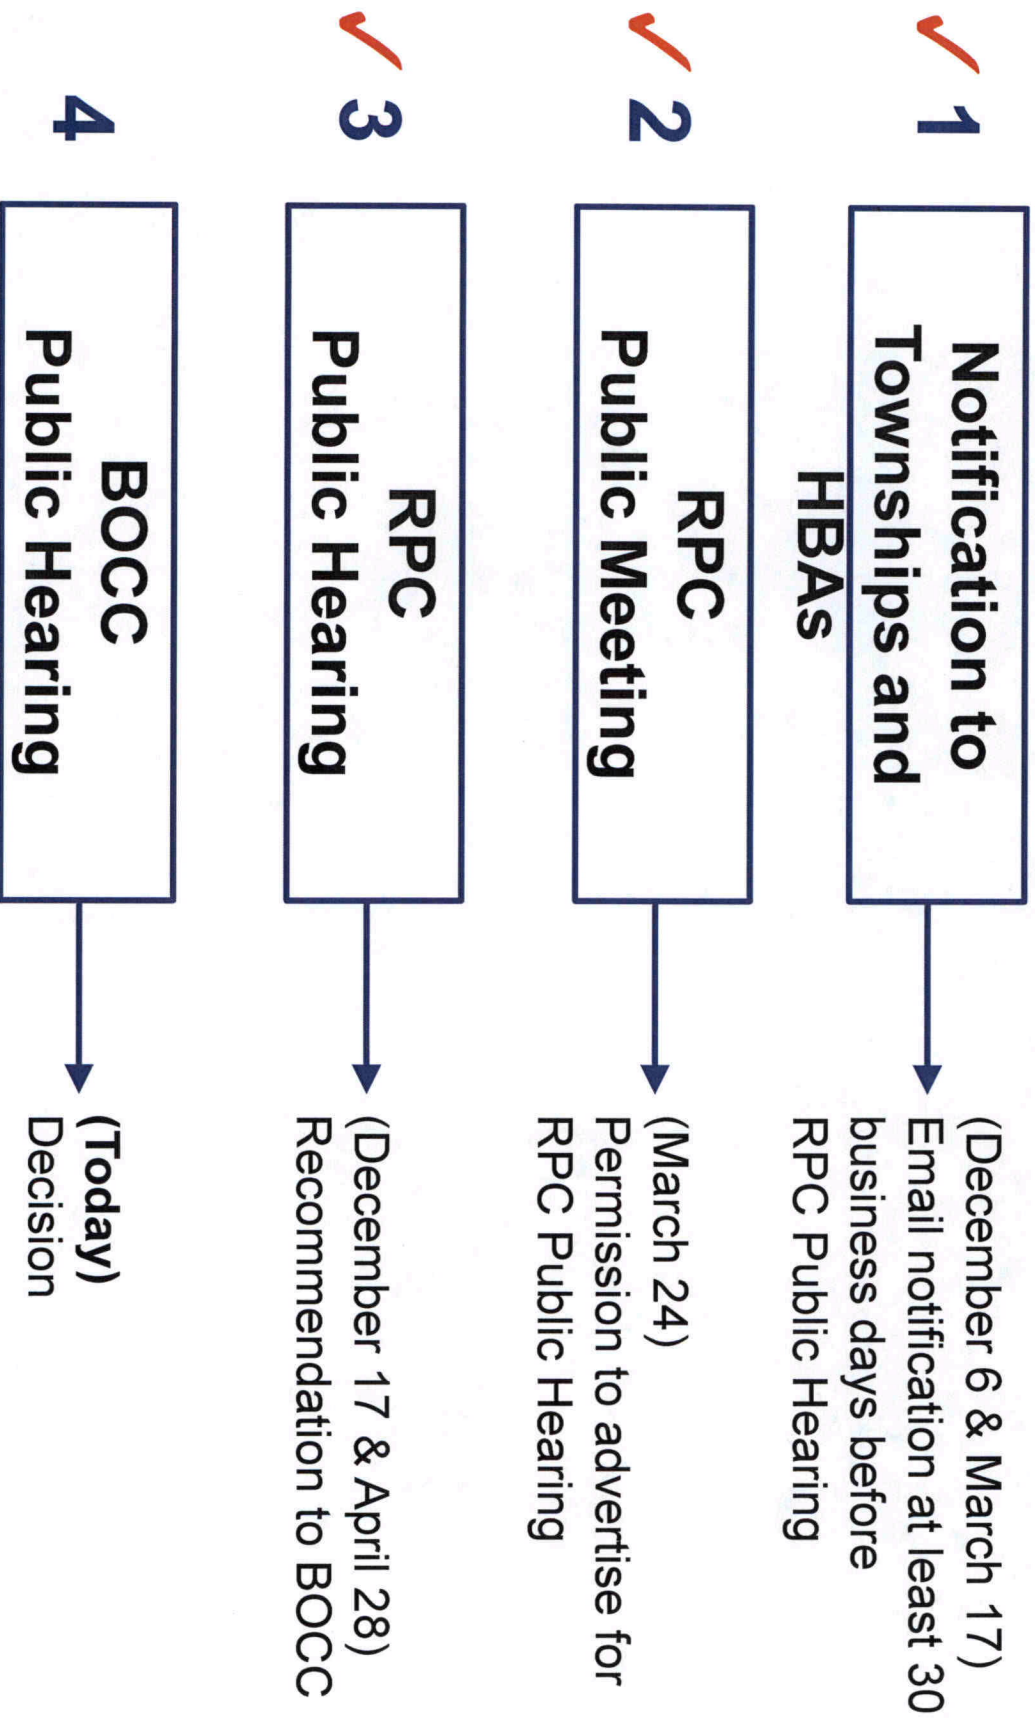 1
Notification to
Townships and
HBAs
(December 6 & March 17)
Email notification at least 30
business days before
RPC Public Hearing
2
RPC
Public Meeting
(March 24)
Permission to advertise for
RPC Public Hearing
3
RPC
Public Hearing
(December 17 & April 28)
Recommendation to BOCC
4
BOCC
Public Hearing
(Today)
Decision